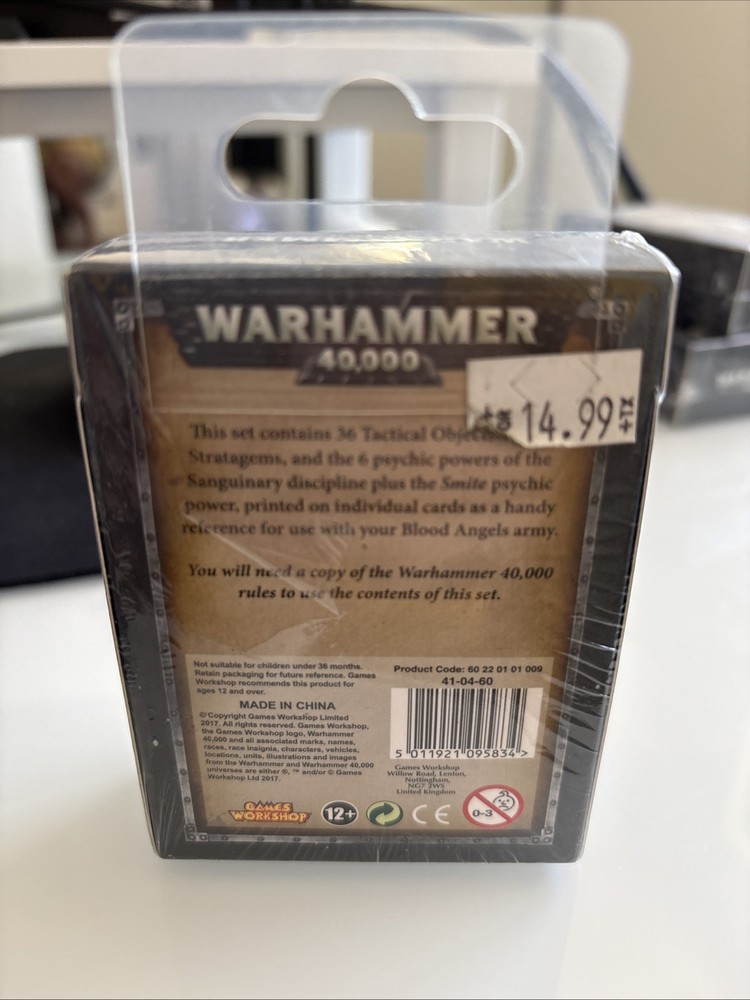 WARHAMMER
40,000
14.99
This set contains 36 Tactical
Stratagems, and the 6 psychic powers of the
Sanguinary discipline plus the Smite psychic
power, printed on individual cards as a handy
reference for use with your Blood Angels army.
You will need a copy of the Warhammer 40,000
rules to use the contents of this set.
Not suitable for children under 36 months.
Retain packaging for future reference. Games
Workshop recommends this product for
ages 12 and over.
MADE IN CHINA
© Copyright Games Workshop Limited
2017. All rights reserved. Games Workshop,
the Games Workshop logo, Warhammer
40,000 and all associated marks, names,
races, race insignia, characters, vehicles,
locations, units, illustrations and images
from the Warhammer and Warhammer 40,000
universes are either ®, ™ and/or © Games
Workshop Ltd 2017.
Product Code: 60 22 01 01 009
41-04-60
5 011921 095834 >
Games Workshop
Willow Road, Lenton,
Nottingham,
NG7 2WS
United Kingdom
GAMES
WORKSHOP
12+
CE
0-3